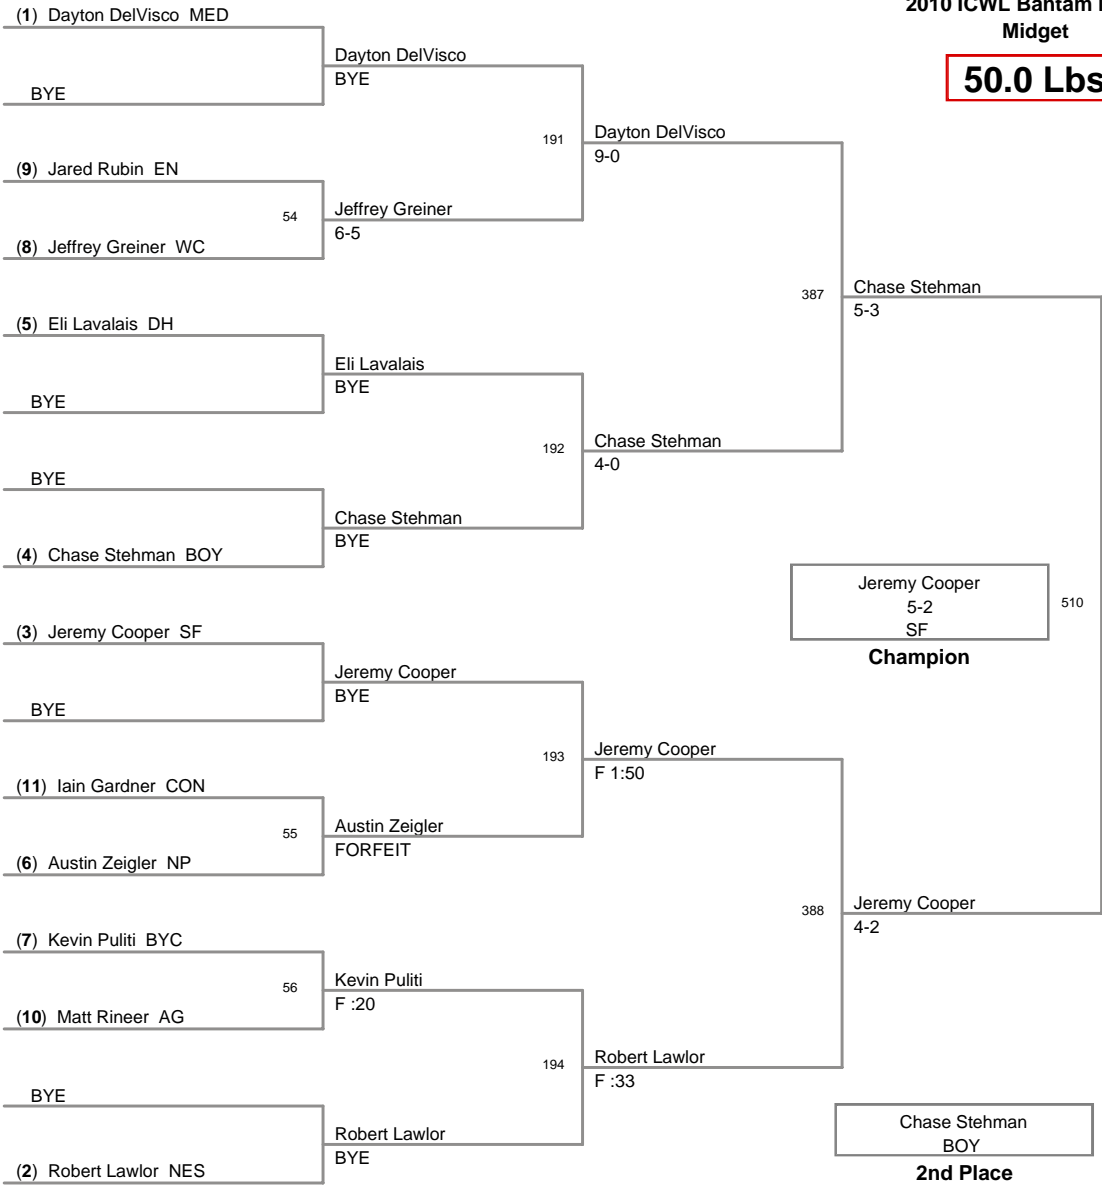 (1) Dayton DelVisco MED
BYE
(9) Jared Rubin EN
(8) Jeffrey Greiner WC
(5) Eli Lavalais DH
BYE
BYE
(4) Chase Stehman BOY
(3) Jeremy Cooper SF
BYE
(11) Iain Gardner CON
(6) Austin Zeigler NP
(7) Kevin Puliti BYC
(10) Matt Rineer AG
BYE
(2) Robert Lawlor NES
54
55
56
Dayton DelVisco
BYE
Jeffrey Greiner
6-5
Eli Lavalais
BYE
Chase Stehman
BYE
Jeremy Cooper
BYE
Austin Zeigler
FORFEIT
Kevin Puliti
F :20
Robert Lawlor
BYE
191
192
193
194
Dayton DelVisco
9-0
Chase Stehman
4-0
Jeremy Cooper
F 1:50
Robert Lawlor
F :33
387
388
Chase Stehman
5-3
Jeremy Cooper
4-2
2010 ICWL Bantam
Midget
50.0 Lbs
Jeremy Cooper
5-2
SF
Champion
510
Chase Stehman
BOY
2nd Place